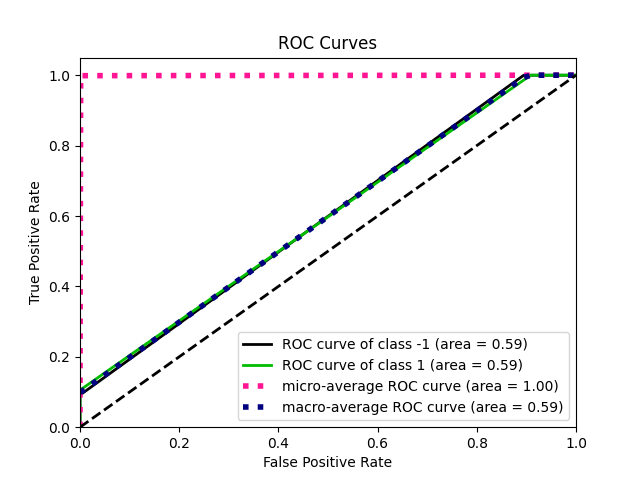 ROC Curves
1.0
0.8
0.6
0.4
0.2
0.0
True Positive Rate
ROC curve of class -1 (area = 0.59)
ROC curve of class 1 (area = 0.59)
micro-average ROC curve (area = 1.00)
macro-average ROC curve (area = 0.59)
0.0 0.2 0.4 0.6 0.8 1.0
False Positive Rate